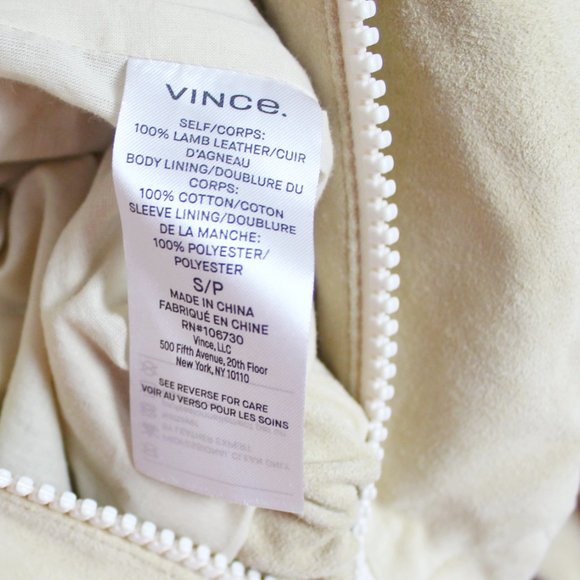 VINCE.
SELF/CORPS:
100% LAMB LEATHER/CUIR
D'AGNEAU
BODY LINING/DOUBLURE DU
CORPS:
100% COTTON/COTON
SLEEVE LINING/DOUBLURE
DE LA MANCHE:
100% POLYESTER/
POLYESTER
S/P
MADE IN CHINA
FABRIQUÉ EN CHINE
RN#106730
Vince, LLC
500 Fifth Avenue, 20th Floor
New York, NY 10110
SEE REVERSE FOR CARE
VOIR AU VERSO POUR LES SOINS